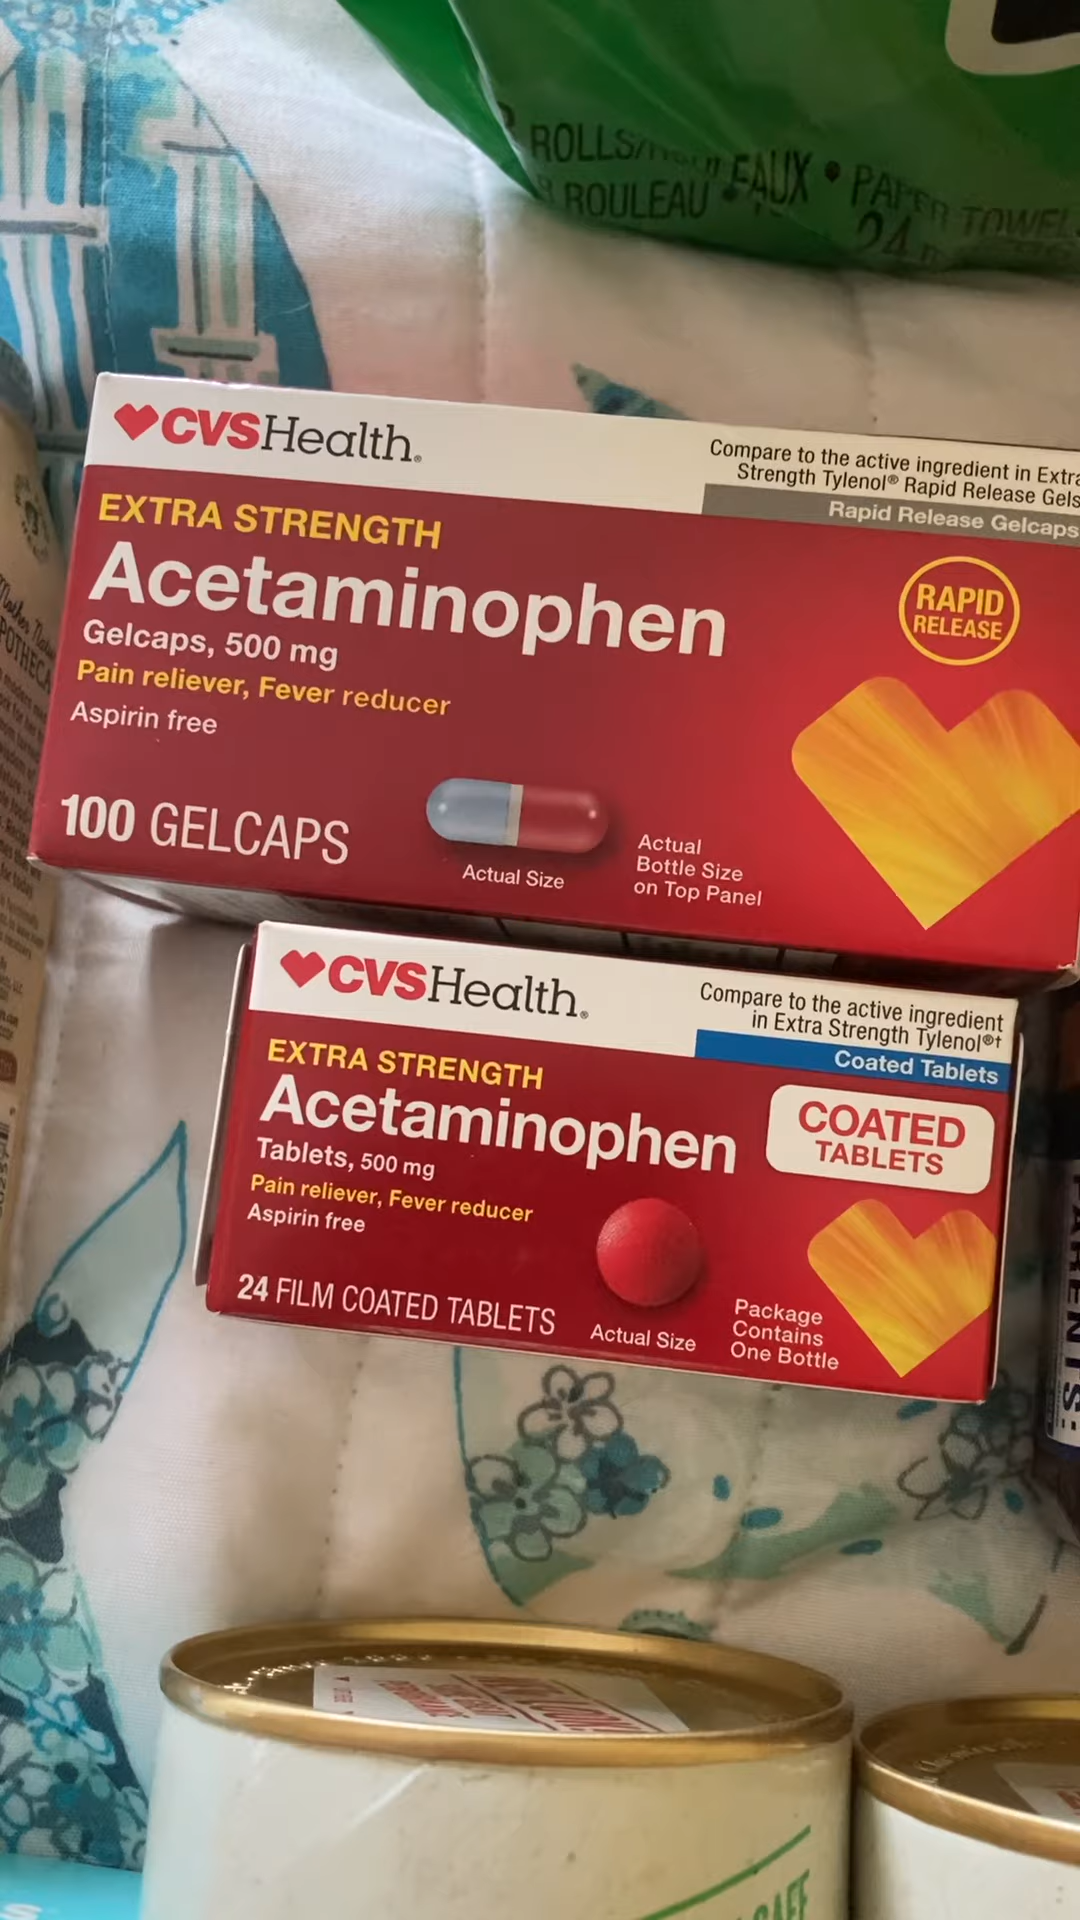 ROLLS/
ROULEAU
PAPER TOWEL
24
CVSHealth®
Compare to the active ingredient in Extra
Strength Tylenol® Rapid Release Gels
Rapid Release Gelcaps
EXTRA STRENGTH
Acetaminophen
Gelcaps, 500 mg
Pain reliever, Fever reducer
Aspirin free
RAPID
RELEASE
100 GELCAPS
Actual Size
Actual
Bottle Size
on Top Panel
CVSHealth®
Compare to the active ingredient
in Extra Strength Tylenol®†
Coated Tablets
EXTRA STRENGTH
Acetaminophen
Tablets, 500 mg
Pain reliever, Fever reducer
Aspirin free
COATED
TABLETS
24 FILM COATED TABLETS
Actual Size
Package
Contains
One Bottle